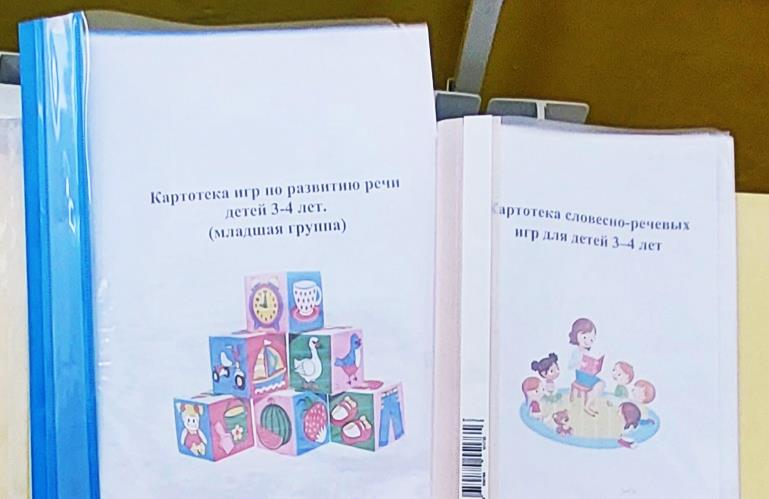 Картотека игр по развитию речи
детей 3-4 лет.
(младшая группа)
Картотека словесно-речевых
игр для детей 3–4 лет